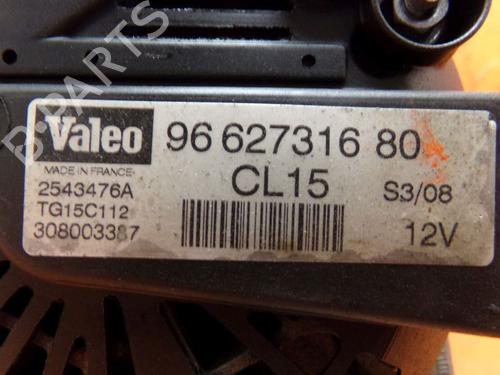 B-PARTS
Valeo
96 627316 80
MADE IN FRANCE
CL15
S3/08
2543476A
TG15C112
308003387
12V